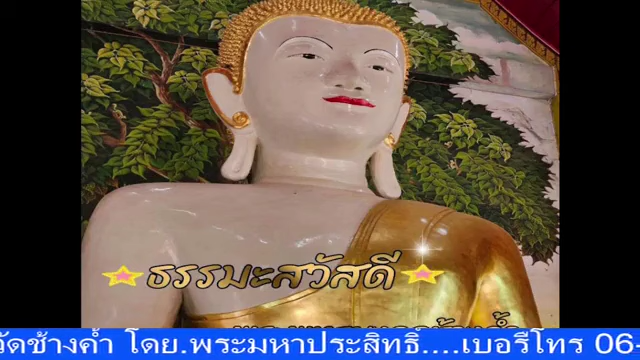 ธรรมะสวัสดี
วัดช้างค้ำ โดย.พระมหาประสิทธิ์....เบอร์โทร 06-